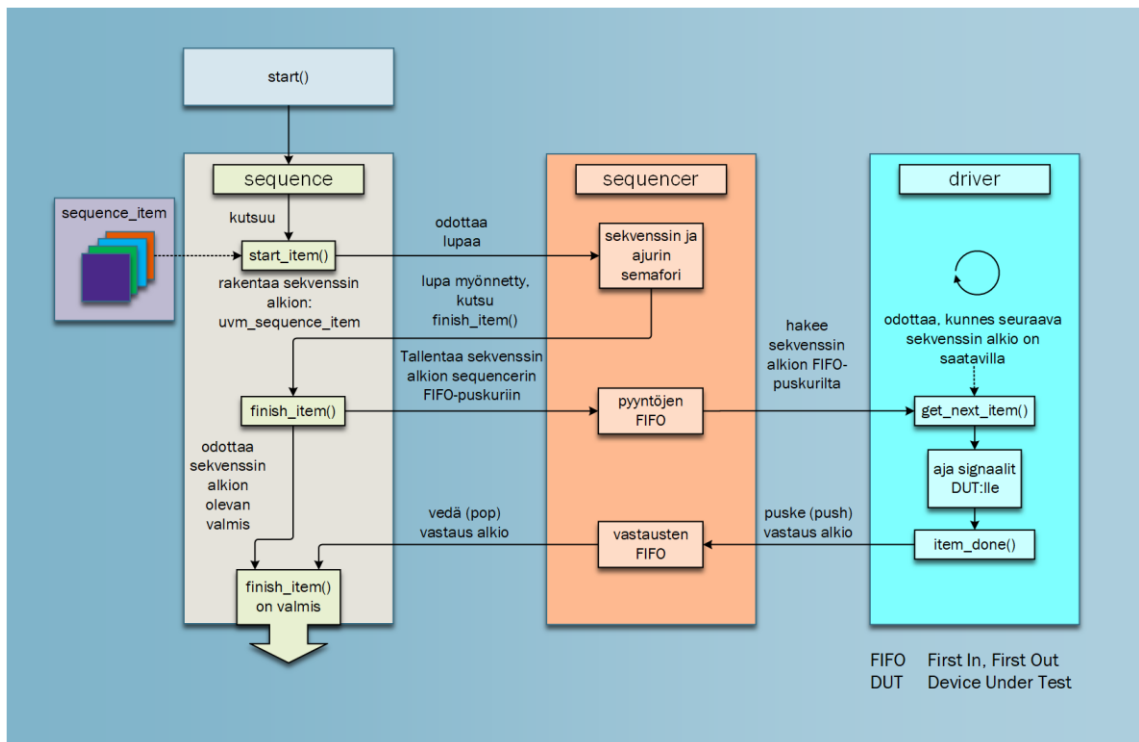 start()
sequence
sequencer
driver
sequence_item
kutsuu
start_item()
rakentaa sekvenssin
alkion:
uvm_sequence_item
odottaa
lupaa
sekvenssin ja
ajurin
semafori
lupa myönnetty,
kutsu
finish_item()
Tallentaa sekvenssin
alkion sequencerin
FIFO-puskuriin
hakee
sekvenssin
alkion FIFO-
puskurilta
odottaa, kunnes seuraava
sekvenssin alkio on
saatavilla
finish_item()
pyyntöjen
FIFO
get_next_item()
odottaa
sekvenssin
alkion
olevan
valmis
aja signaalit
DUT:lle
vedä (pop)
vastaus alkio
vastausten
FIFO
puske (push)
vastaus alkio
item_done()
finish_item()
on valmis
FIFO First In, First Out
DUT Device Under Test